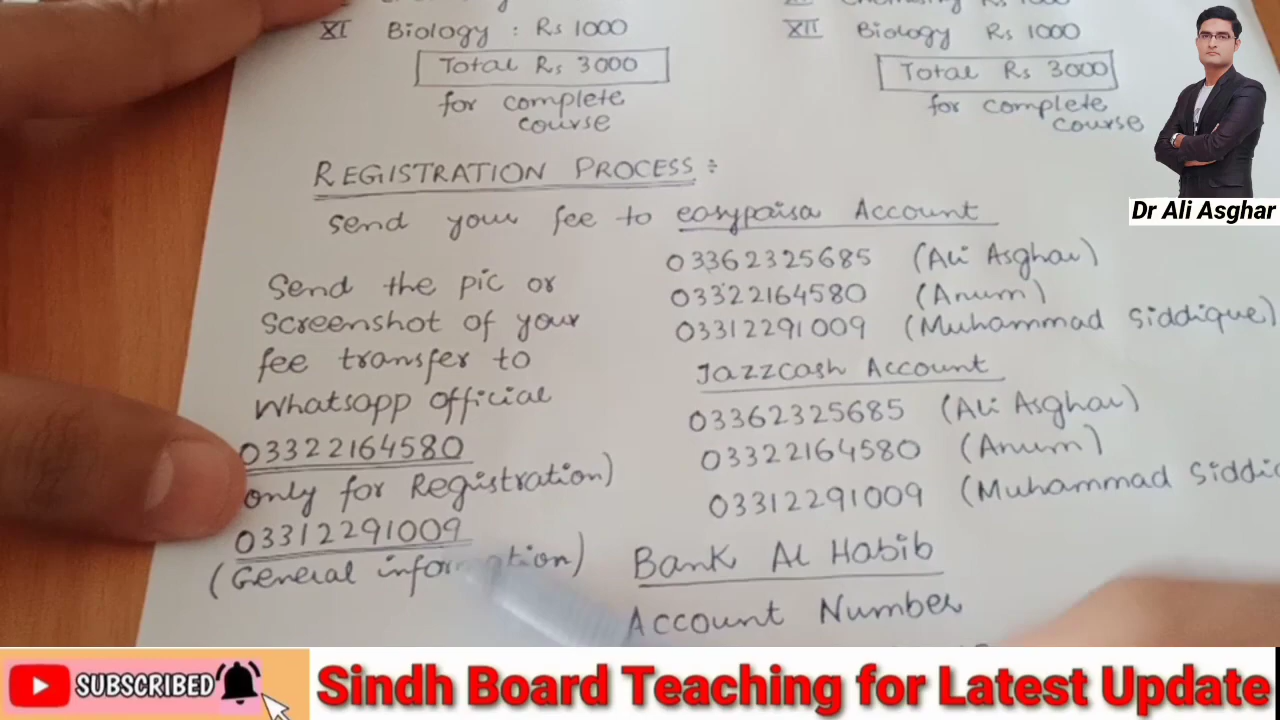 XI Biology : Rs 1000
Total Rs 3000
for complete
course
XII Biology Rs 1000
Total Rs 3000
for complete
course
Dr Ali Asghar
REGISTRATION PROCESS :
Send your fee to easypaisa Account
03362325685 (Ali Asghar)
03322164580 (Anum)
03312291009 (Muhammad Siddique)
Jazzcash Account
03362325685 (Ali Asghar)
03322164580 (Anum)
03312291009 (Muhammad Siddi
Bank Al Habib
Account Number
Send the pic or
Screenshot of your
fee transfer to
Whatsapp official
03322164580
only for Registration)
03312291009
(General information)
SUBSCRIBED
Sindh Board Teaching for Latest Update